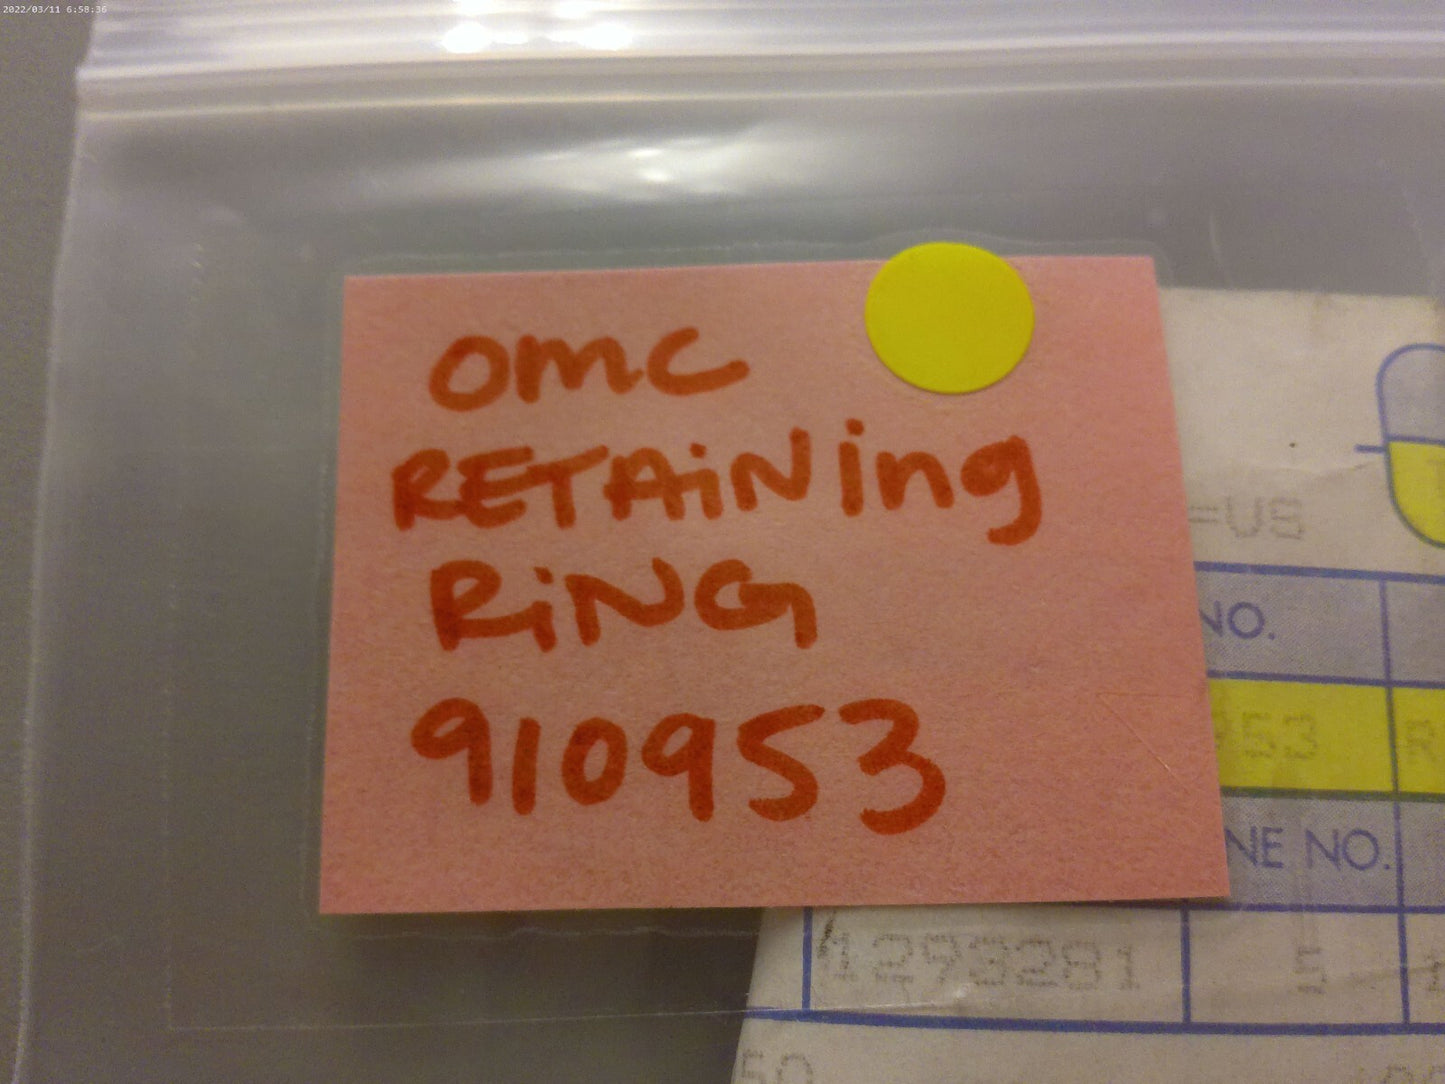 2022/03/11 6:58:36
OMC
RETAiNing
RiNG
910953
=US
NO.
953 R
NE NO.
1293281 5
50